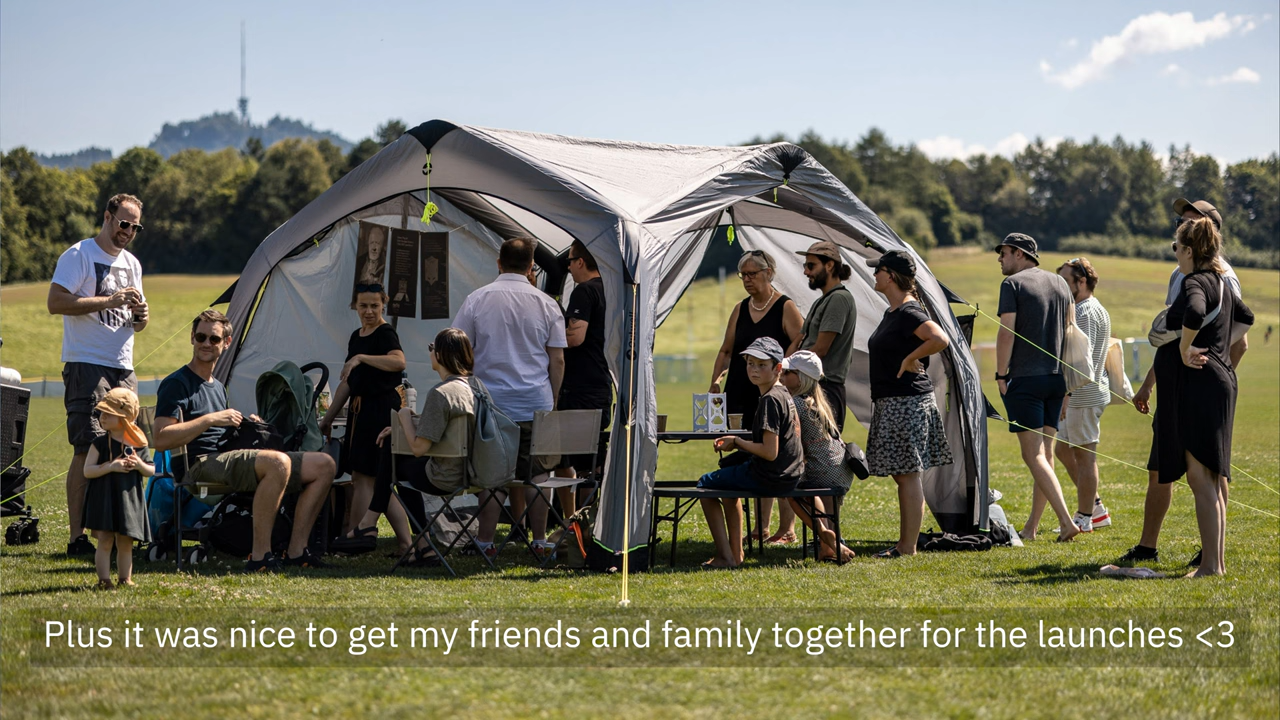 Plus it was nice to get my friends and family together for the launches <3